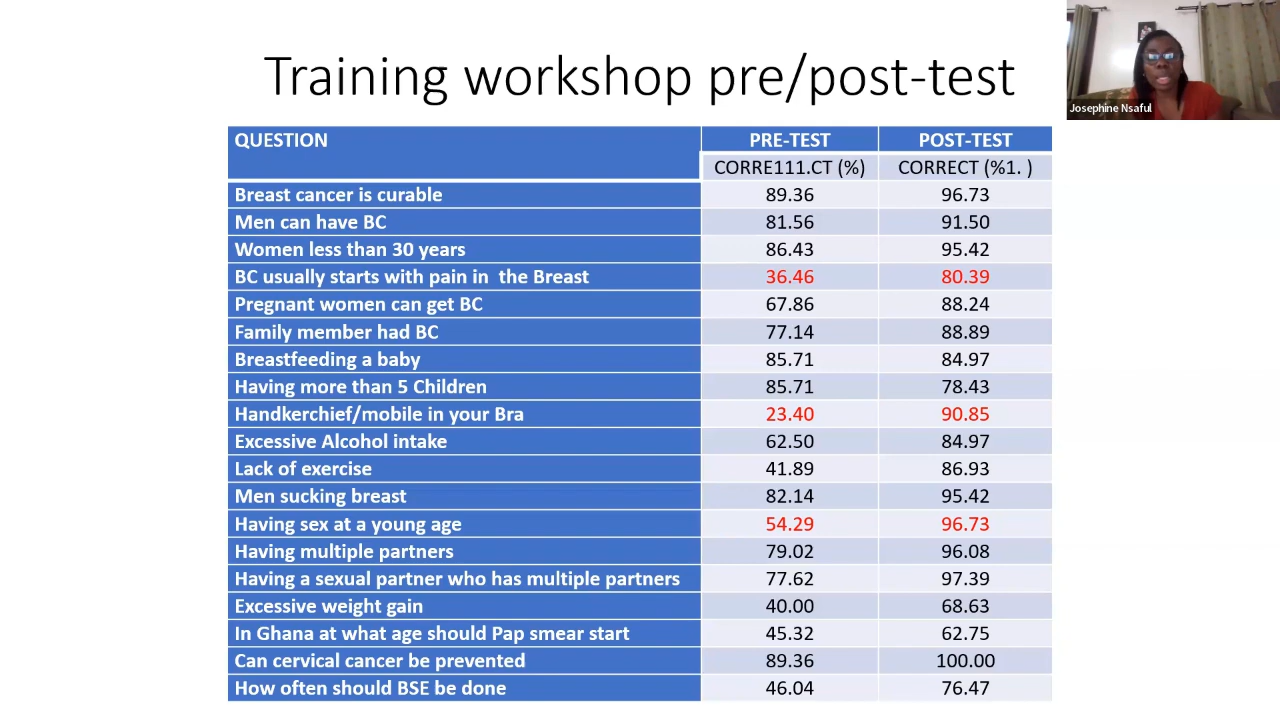 Training workshop pre/post-test
Josephine Nsaful
QUESTION PRE-TEST POST-TEST
CORRE111.CT (%) CORRECT (%1. )
Breast cancer is curable 89.36 96.73
Men can have BC 81.56 91.50
Women less than 30 years 86.43 95.42
BC usually starts with pain in the Breast 36.46 80.39
Pregnant women can get BC 67.86 88.24
Family member had BC 77.14 88.89
Breastfeeding a baby 85.71 84.97
Having more than 5 Children 85.71 78.43
Handkerchief/mobile in your Bra 23.40 90.85
Excessive Alcohol intake 62.50 84.97
Lack of exercise 41.89 86.93
Men sucking breast 82.14 95.42
Having sex at a young age 54.29 96.73
Having multiple partners 79.02 96.08
Having a sexual partner who has multiple partners 77.62 97.39
Excessive weight gain 40.00 68.63
In Ghana at what age should Pap smear start 45.32 62.75
Can cervical cancer be prevented 89.36 100.00
How often should BSE be done 46.04 76.47